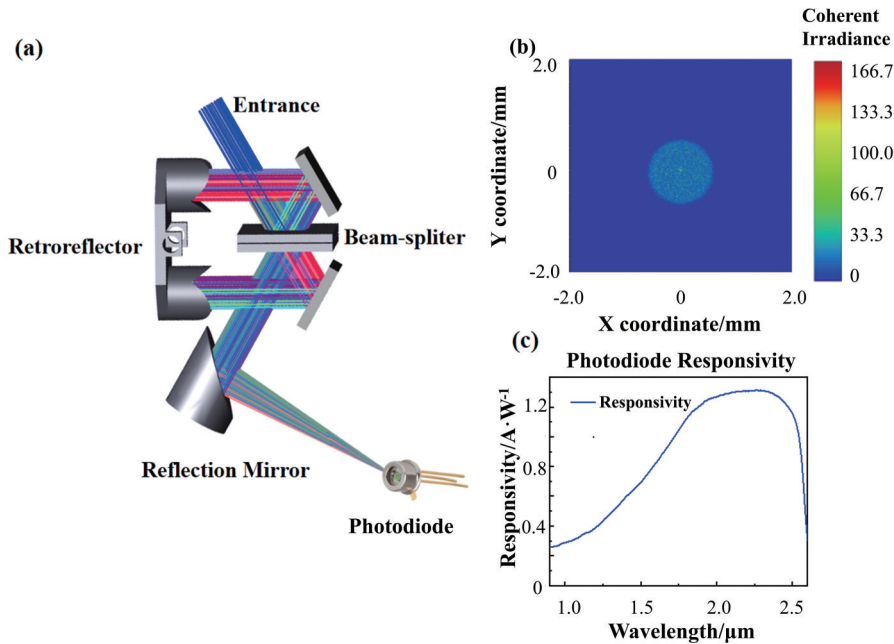 (a)
Entrance
Retroreflector
Beam-spliter
Reflection Mirror
Photodiode
(b)
Coherent
Irradiance
166.7
133.3
100.0
66.7
33.3
0
Y coordinate/mm
2.0
0
-2.0
-2.0 0 2.0
X coordinate/mm
(c)
Photodiode Responsivity
Responsivity
Responsivity/A·W⁻¹
1.2
0.8
0.4
0
1.0 1.5 2.0 2.5
Wavelength/μm